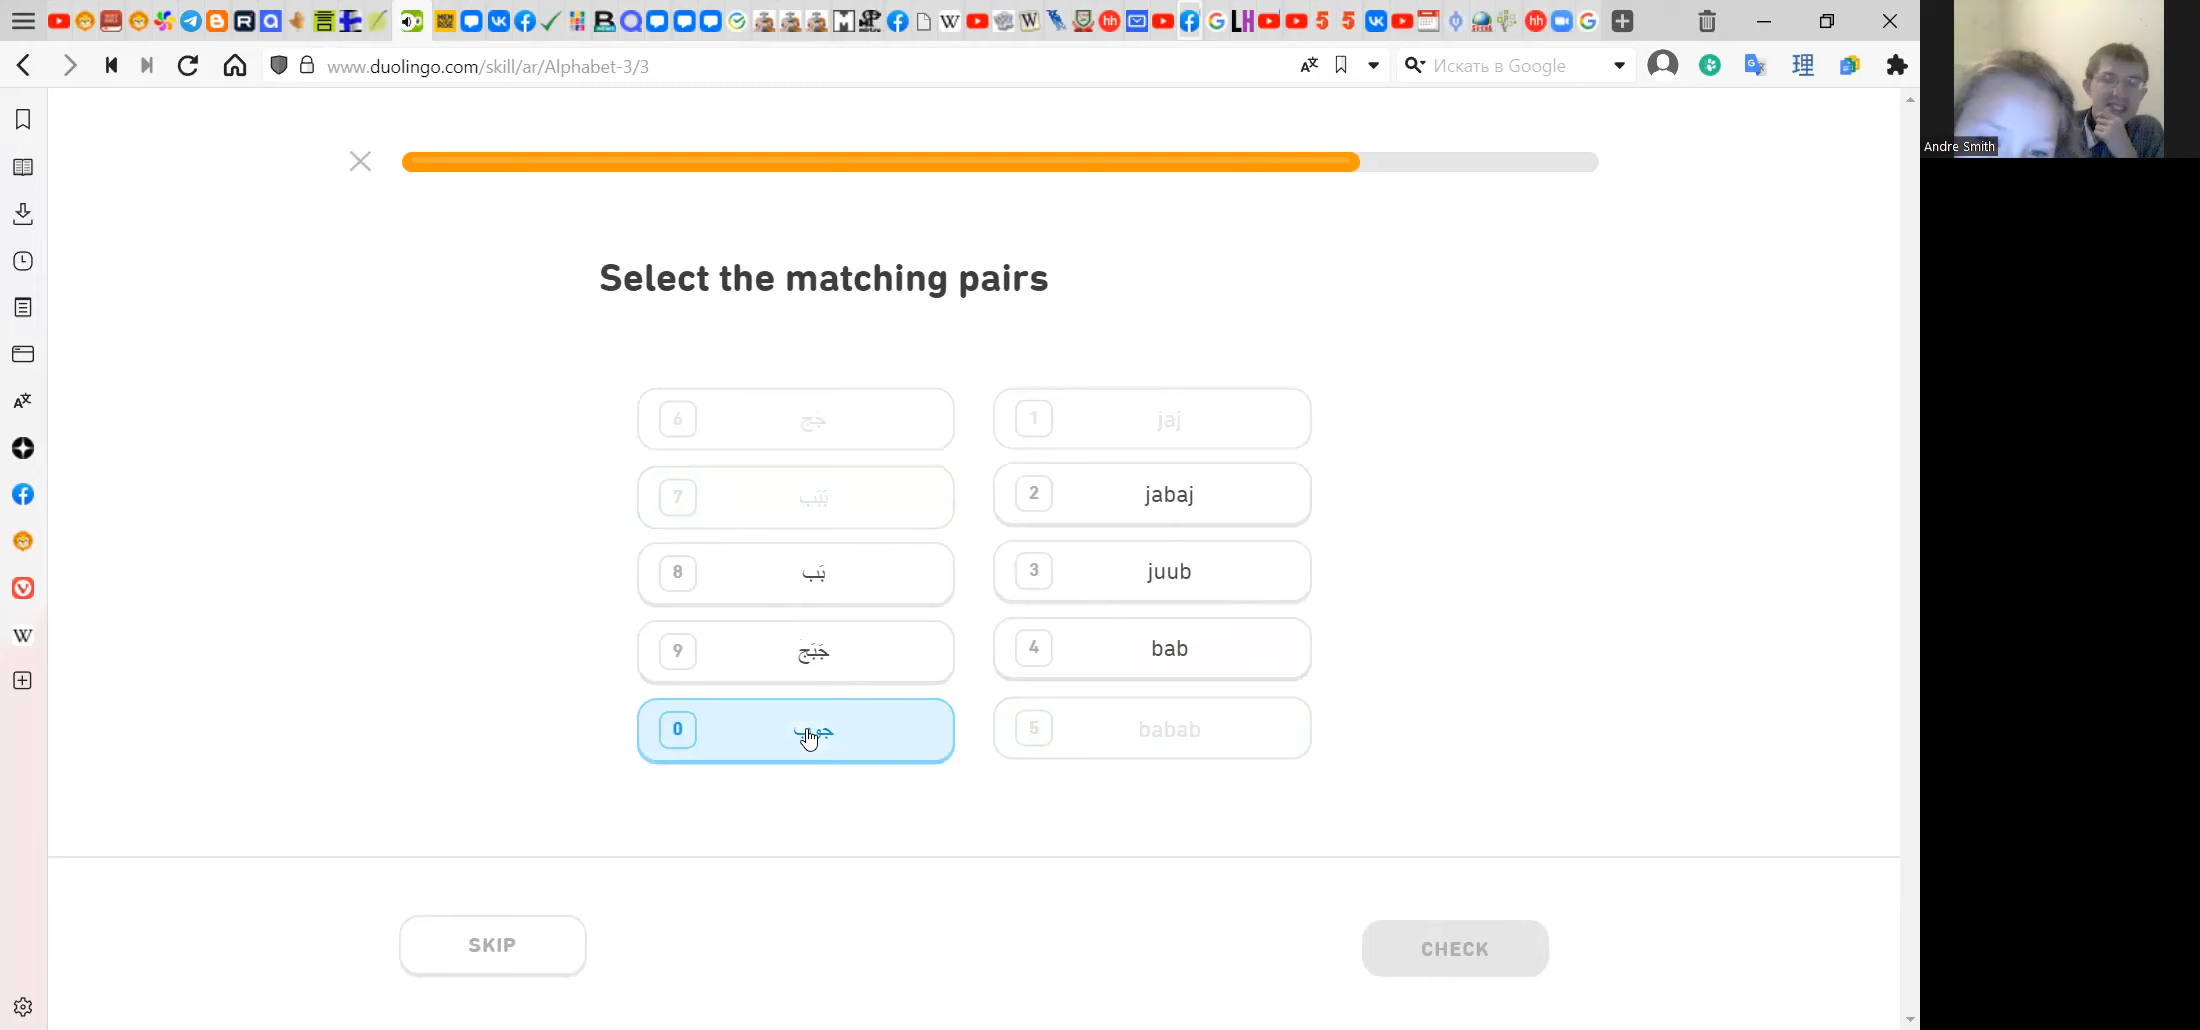 www.duolingo.com/skill/ar/Alphabet-3/3
Искать в Google
Andre Smith
Select the matching pairs
6 جَج
1 jaj
7 بَبَب
2 jabaj
8 بَب
3 juub
9 جَبَج
4 bab
0 جوب
5 babab
SKIP
CHECK